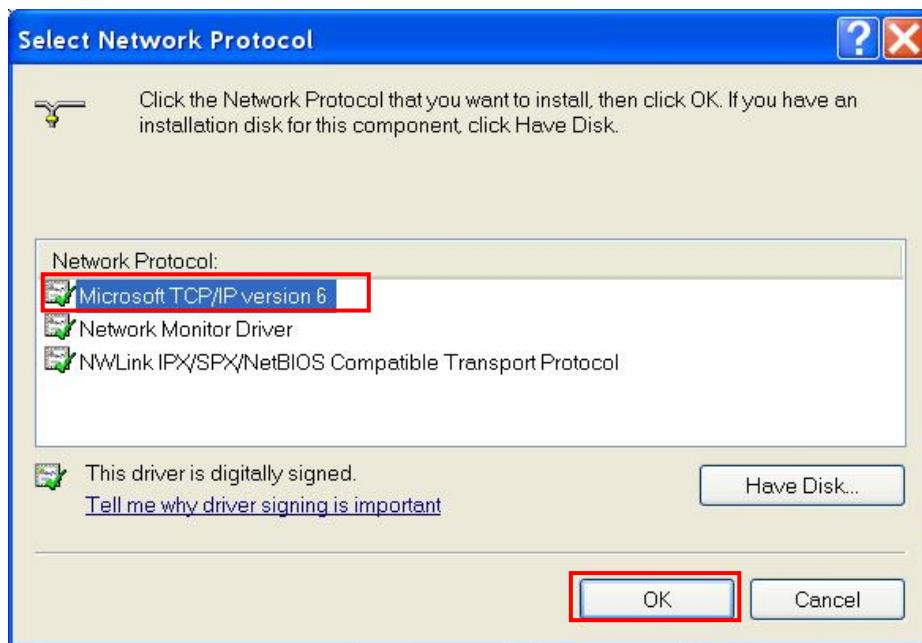 Select Network Protocol
Click the Network Protocol that you want to install, then click OK. If you have an
installation disk for this component, click Have Disk.
Network Protocol:
Microsoft TCP/IP version 6
Network Monitor Driver
NWLink IPX/SPX/NetBIOS Compatible Transport Protocol
This driver is digitally signed.
Tell me why driver signing is important
Have Disk...
OK
Cancel